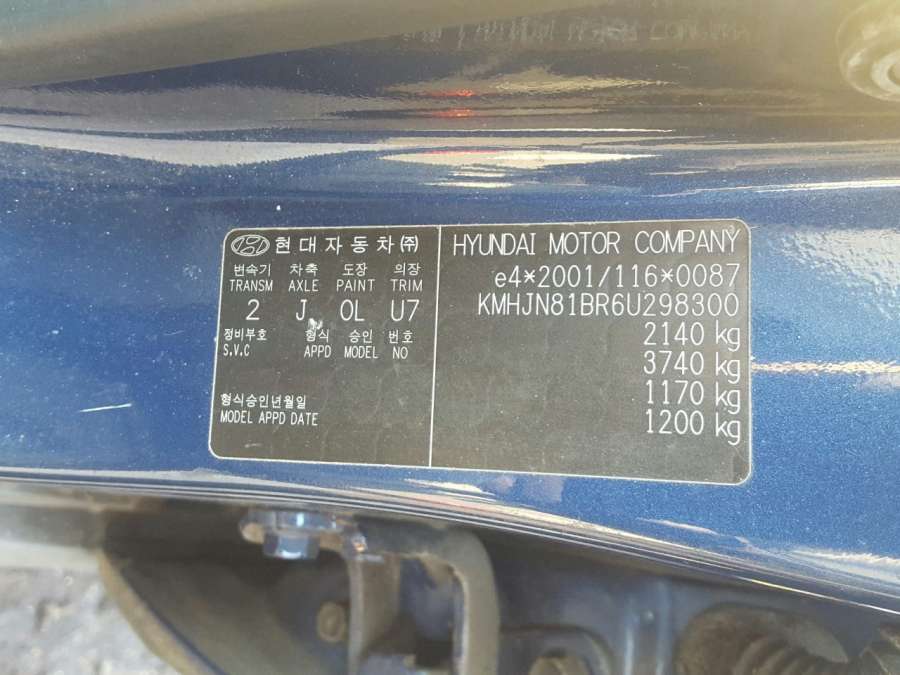 현대자동차㈜
변속기 차축 도장 의장
TRANSM AXLE PAINT TRIM
2 J OL U7
정비부호 형식 승인 번호
S.V.C APPD MODEL NO
형식승인년월일
MODEL APPD DATE
HYUNDAI MOTOR COMPANY
e4*2001/116*0087
KMHJN81BR6U298300
2140 kg
3740 kg
1170 kg
1200 kg